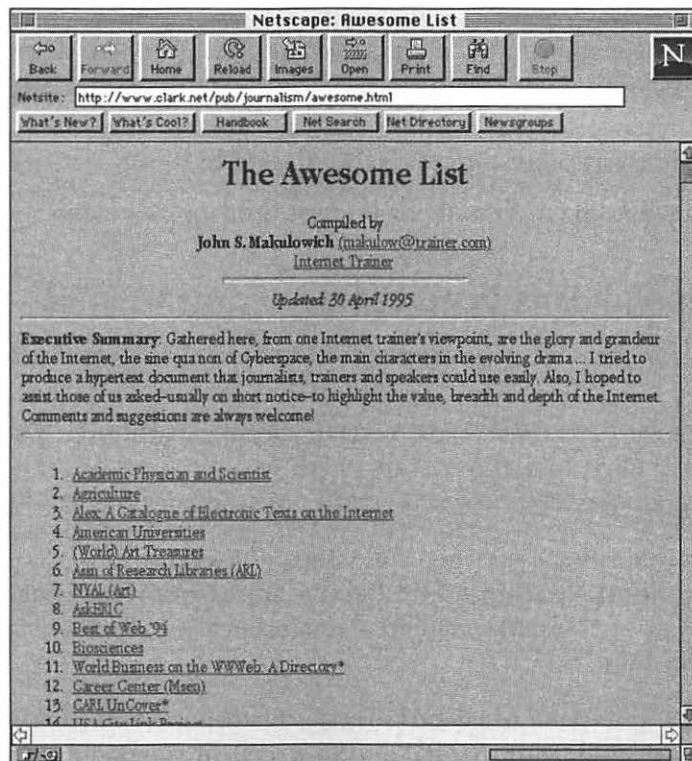 Netscape: Awesome List
Back Forward Home Reload Images Open Print Find Stop
N
Netsite: http://www.clark.net/pub/journalism/awesome.html
What's New? What's Cool? Handbook Net Search Net Directory Newsgroups
The Awesome List
Compiled by
John S. Makulowich (makulow@trainer.com)
Internet Trainer
Updated 30 April 1995
Executive Summary: Gathered here, from one Internet trainer's viewpoint, are the glory and grandeur
of the Internet, the sine qua non of Cyberspace, the main characters in the evolving drama ... I tried to
produce a hypertext document that journalists, trainers and speakers could use easily. Also, I hoped to
assist those of us asked--usually on short notice--to highlight the value, breadth and depth of the Internet.
Comments and suggestions are always welcome!
1. Academic Physician and Scientist
2. Agriculture
3. Alex: A Catalogue of Electronic Texts on the Internet
4. American Universities
5. (World) Art Treasures
6. Assn of Research Libraries (ARL)
7. NYAL (Art)
8. AskERIC
9. Best of Web '94
10. Biosciences
11. World Business on the WWWeb: A Directory*
12. Career Center (Msen)
13. CARL UnCover*
14. USA City Link Project